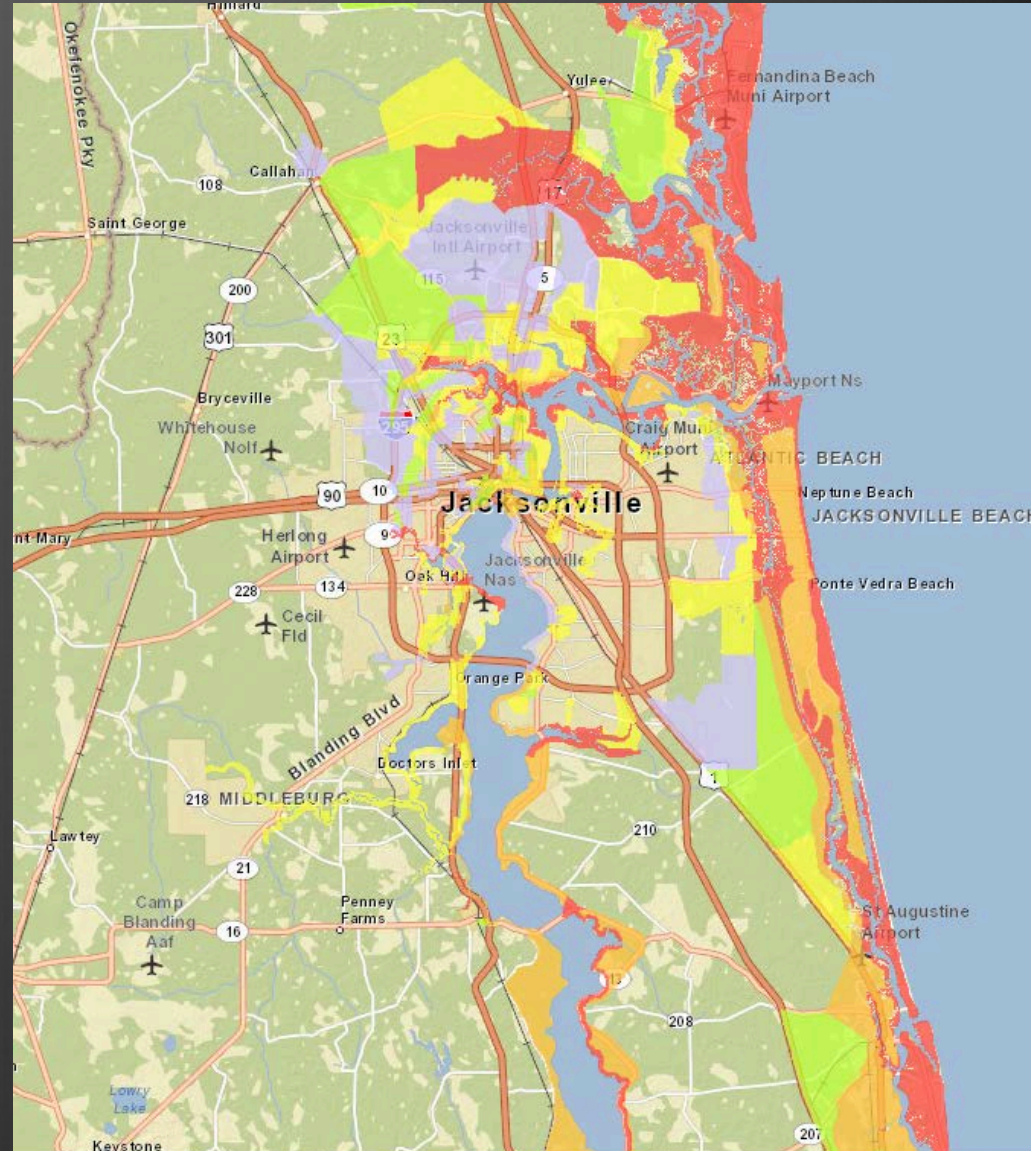 Hilliard
Okefenokee Pky
Yulee
Fernandina Beach
Muni Airport
Callahan
108
17
Saint George
Jacksonville
Intl Airport
115
5
200
301
23
Mayport Ns
Bryceville
Whitehouse
Nolf
295
Craig Muni
Airport
ATLANTIC BEACH
90
10
Jacksonville
Neptune Beach
JACKSONVILLE BEACH
nt Mary
9
Herlong
Airport
Jacksonville
Nas
Oak Hill
Ponte Vedra Beach
228
134
Cecil
Fld
Orange Park
Blanding Blvd
Doctors Inlet
1
218
MIDDLEBURG
210
Lawtey
21
Camp
Blanding
Aaf
Penney
Farms
16
St Augustine
Airport
13
208
Lowry
Lake
207
Keystone